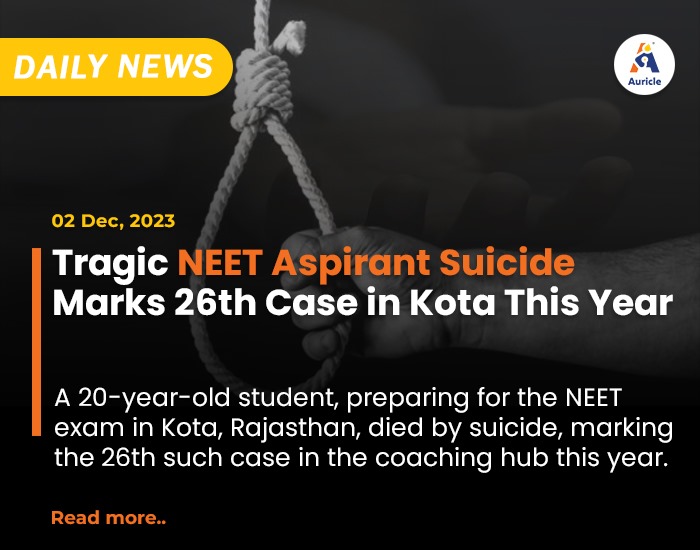 DAILY NEWS
Auricle
02 Dec, 2023
Tragic NEET Aspirant Suicide
Marks 26th Case in Kota This Year
A 20-year-old student, preparing for the NEET
exam in Kota, Rajasthan, died by suicide, marking
the 26th such case in the coaching hub this year.
Read more..